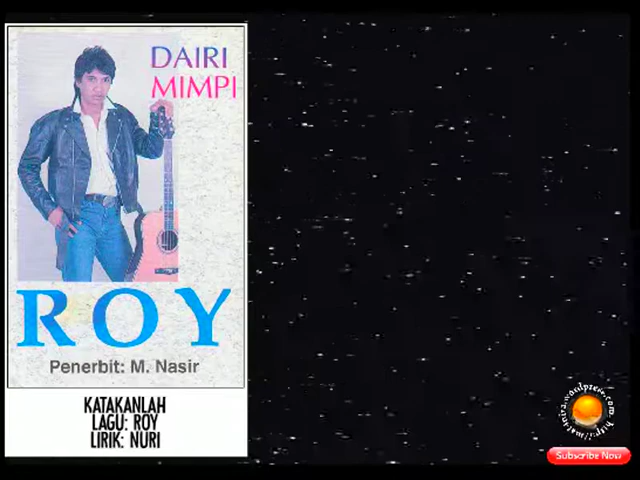 DAIRI
MIMPI
ROY
Penerbit: M. Nasir
KATAKANLAH
LAGU: ROY
LIRIK: NURI
Subscribe Now